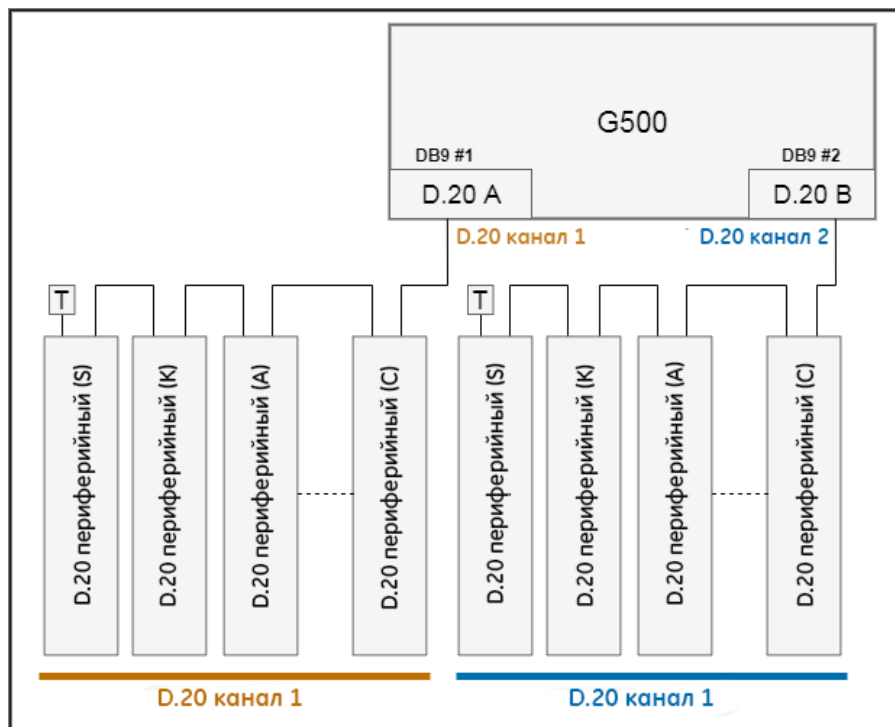 G500
DB9 #1
DB9 #2
D.20 A
D.20 B
D.20 канал 1
D.20 канал 2
T
T
D.20 периферийный (S)
D.20 периферийный (K)
D.20 периферийный (A)
D.20 периферийный (C)
D.20 периферийный (S)
D.20 периферийный (K)
D.20 периферийный (A)
D.20 периферийный (C)
D.20 канал 1
D.20 канал 1